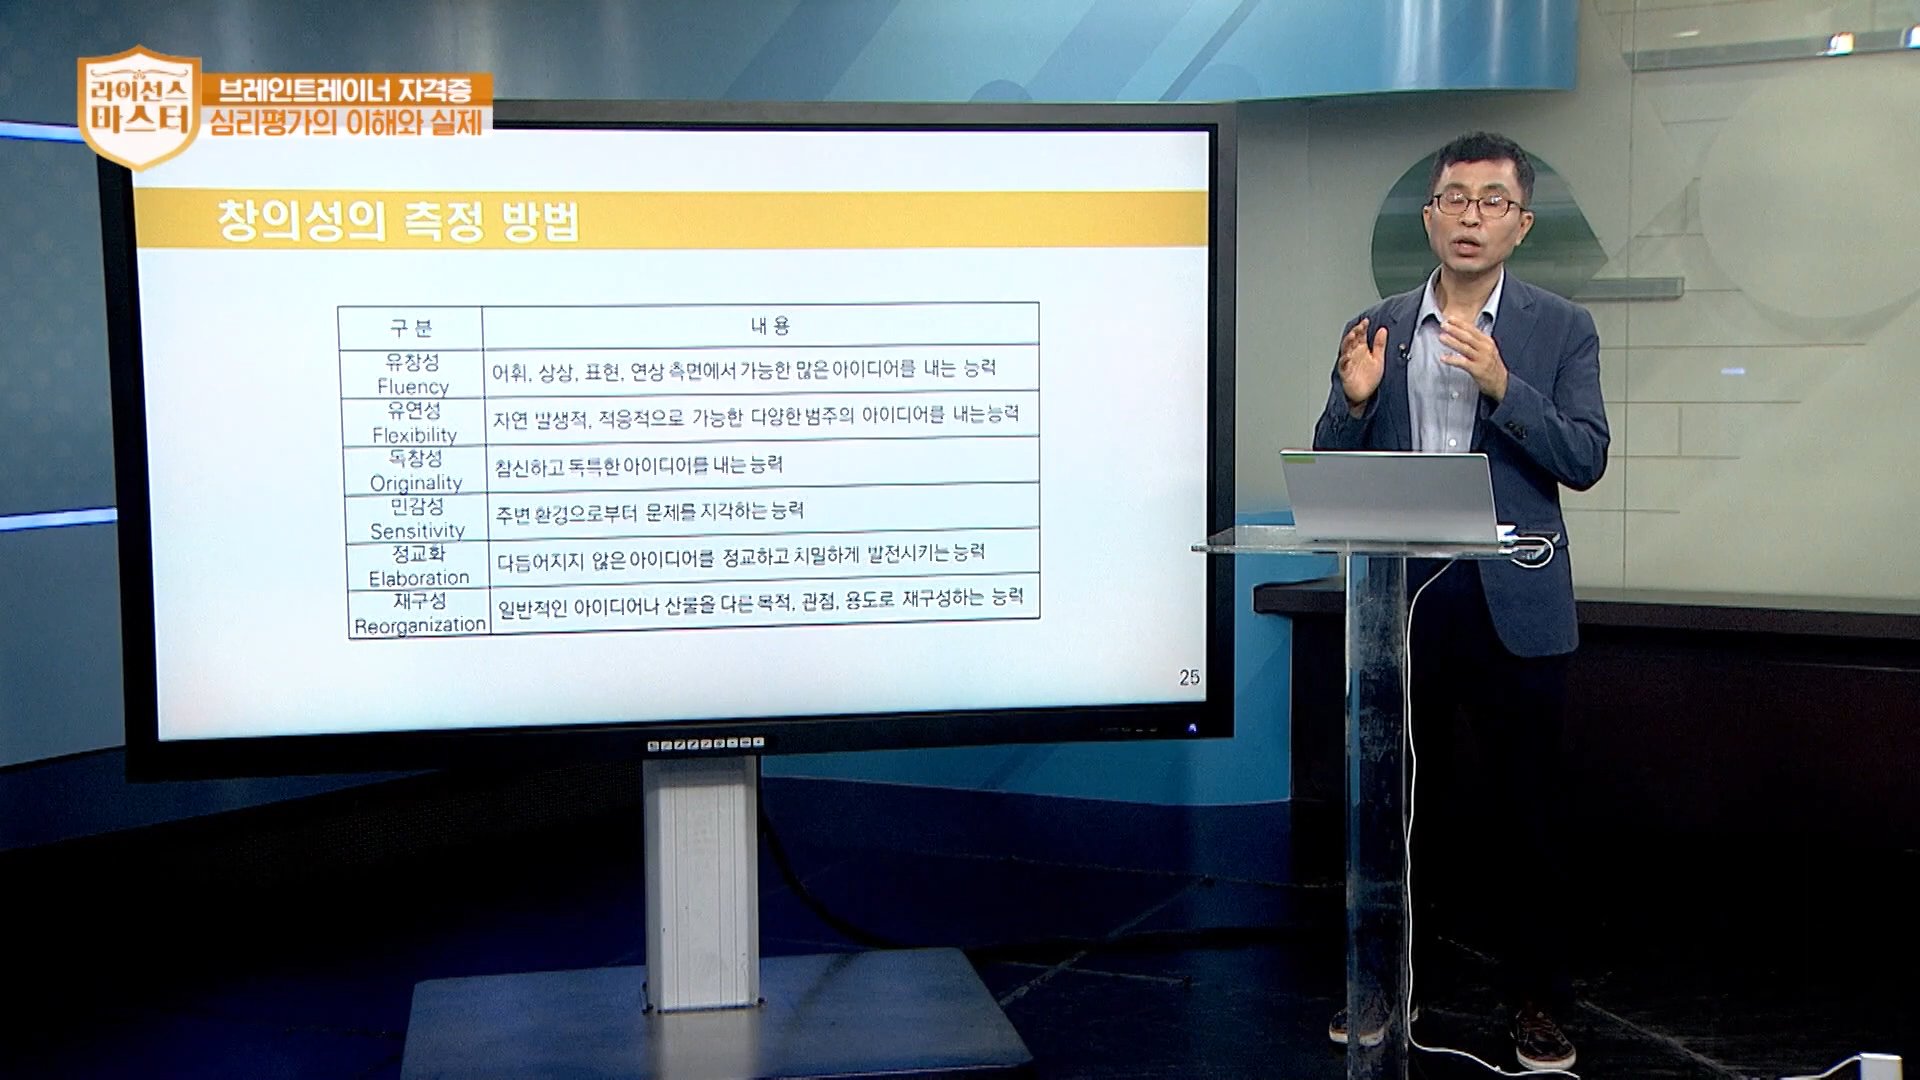 라이선스
마스터
브레인트레이너 자격증
심리평가의 이해와 실제
창의성의 측정 방법
구 분
내 용
유창성
Fluency
어휘, 상상, 표현, 연상 측면에서 가능한 많은 아이디어를 내는 능력
유연성
Flexibility
자연 발생적, 적응적으로 가능한 다양한 범주의 아이디어를 내는 능력
독창성
Originality
참신하고 독특한 아이디어를 내는 능력
민감성
Sensitivity
주변 환경으로부터 문제를 지각하는 능력
정교화
Elaboration
다듬어지지 않은 아이디어를 정교하고 치밀하게 발전시키는 능력
재구성
Reorganization
일반적인 아이디어나 산물을 다른 목적, 관점, 용도로 재구성하는 능력
25